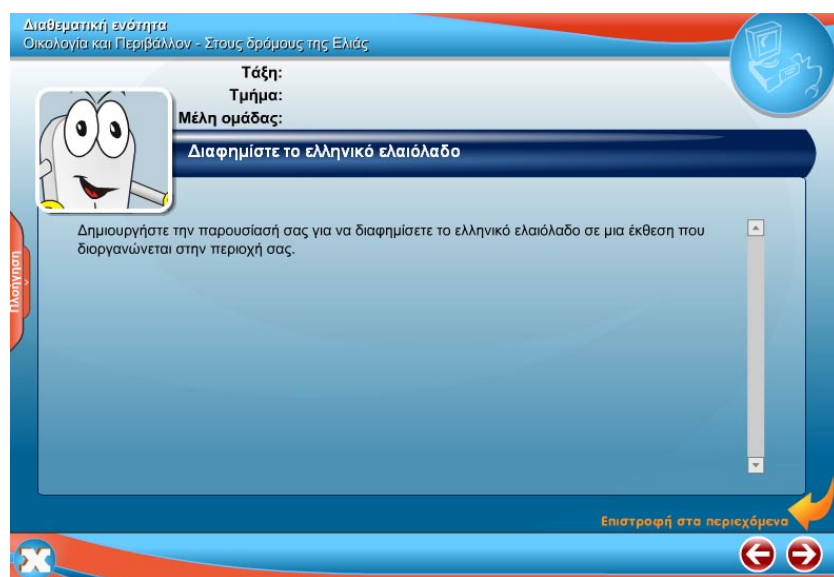 Διαθεματική ενότητα
Οικολογία και Περιβάλλον - Στους δρόμους της Ελιάς
Τάξη:
Τμήμα:
Μέλη ομάδας:
Διαφημίστε το ελληνικό ελαιόλαδο
Δημιουργήστε την παρουσίασή σας για να διαφημίσετε το ελληνικό ελαιόλαδο σε μια έκθεση που
διοργανώνεται στην περιοχή σας.
Πλοήγηση
Επιστροφή στα περιεχόμενα